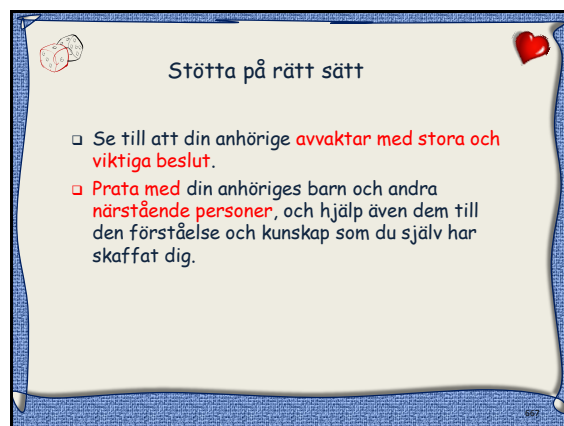 Stötta på rätt sätt
Se till att din anhörige avvaktar med stora och
viktiga beslut.
Prata med din anhöriges barn och andra
närstående personer, och hjälp även dem till
den förståelse och kunskap som du själv har
skaffat dig.
667